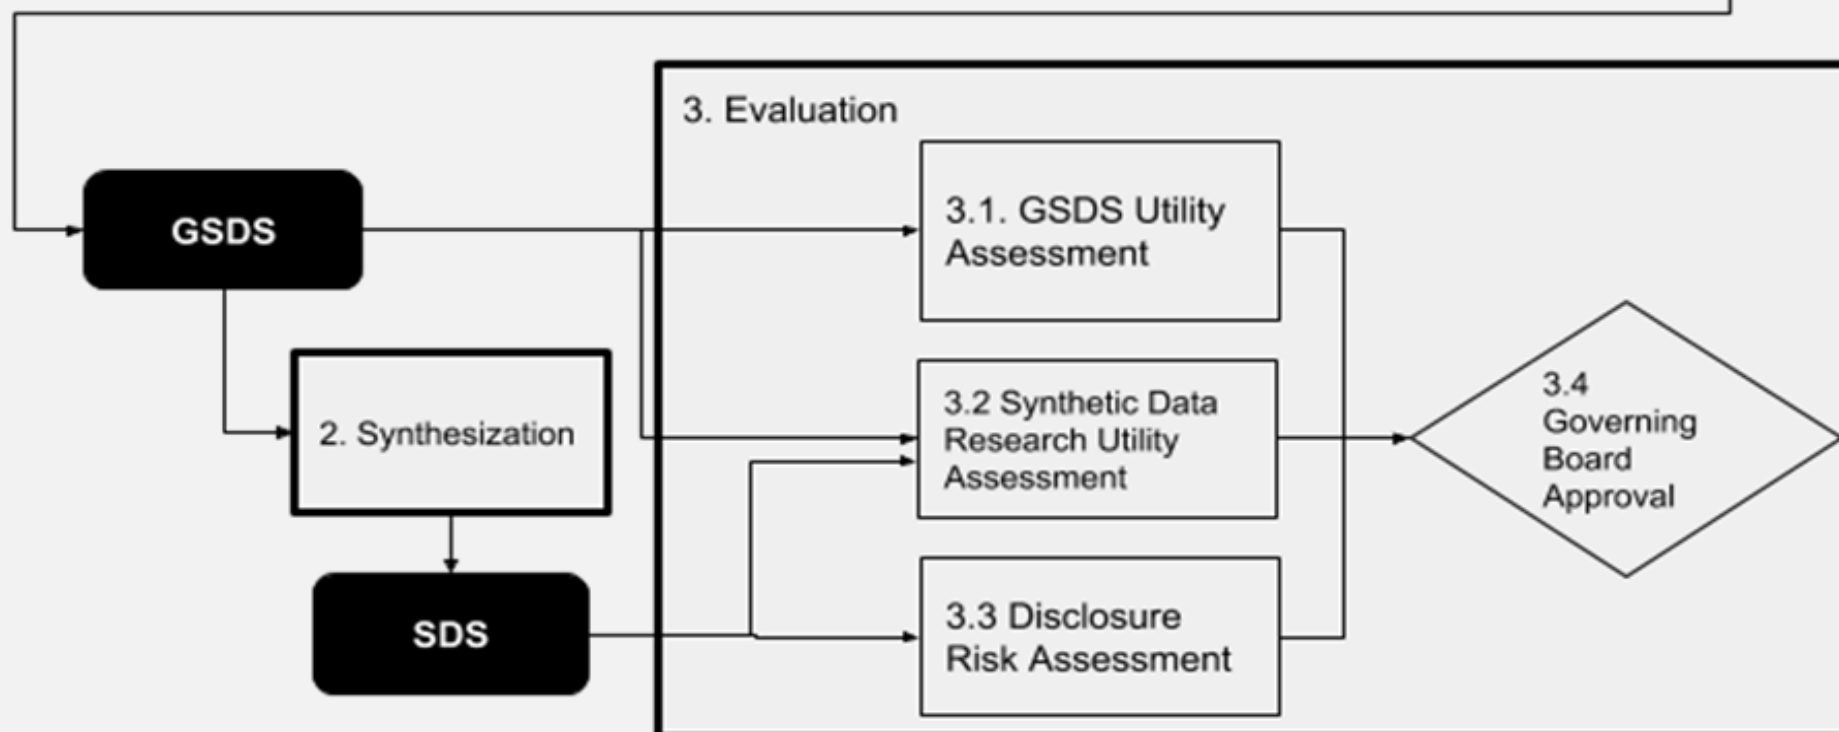 3. Evaluation
GSDS
3.1. GSDS Utility
Assessment
2. Synthesization
3.2 Synthetic Data
Research Utility
Assessment
3.4
Governing
Board
Approval
SDS
3.3 Disclosure
Risk Assessment